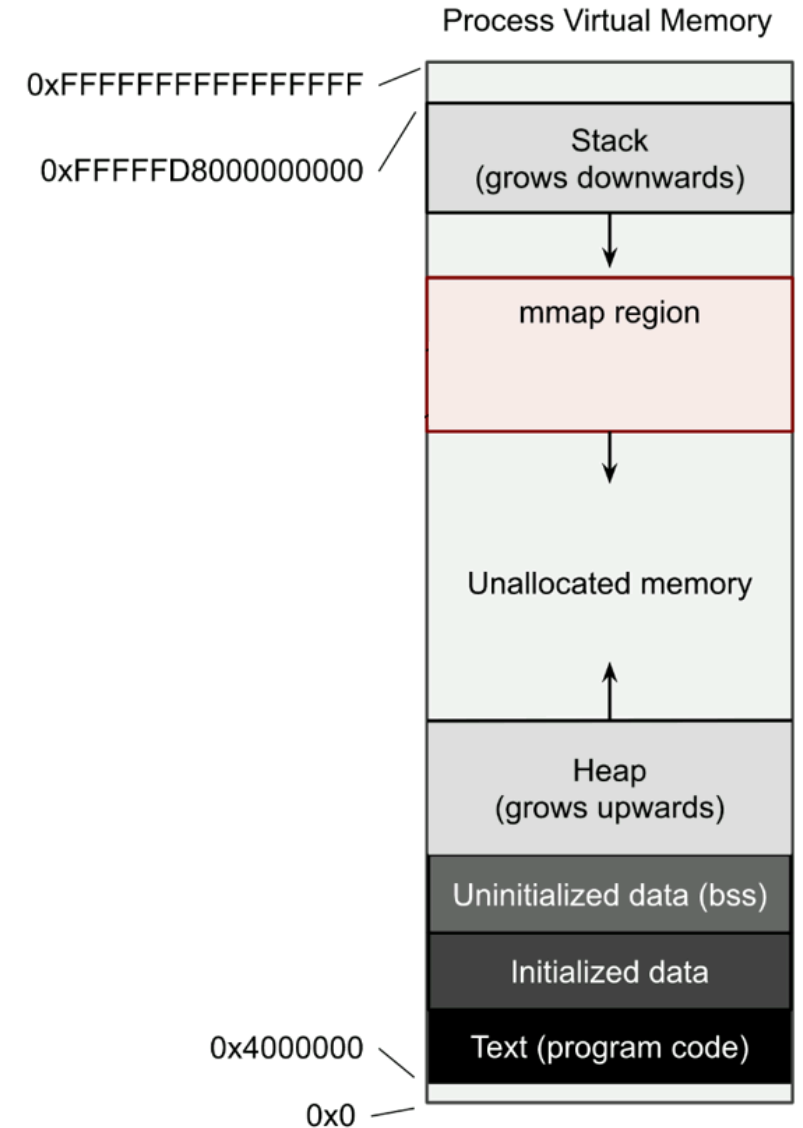 Process Virtual Memory
0xFFFFFFFFFFFFFFFF
0xFFFFFD8000000000
Stack
(grows downwards)
mmap region
Unallocated memory
Heap
(grows upwards)
Uninitialized data (bss)
Initialized data
0x4000000
Text (program code)
0x0